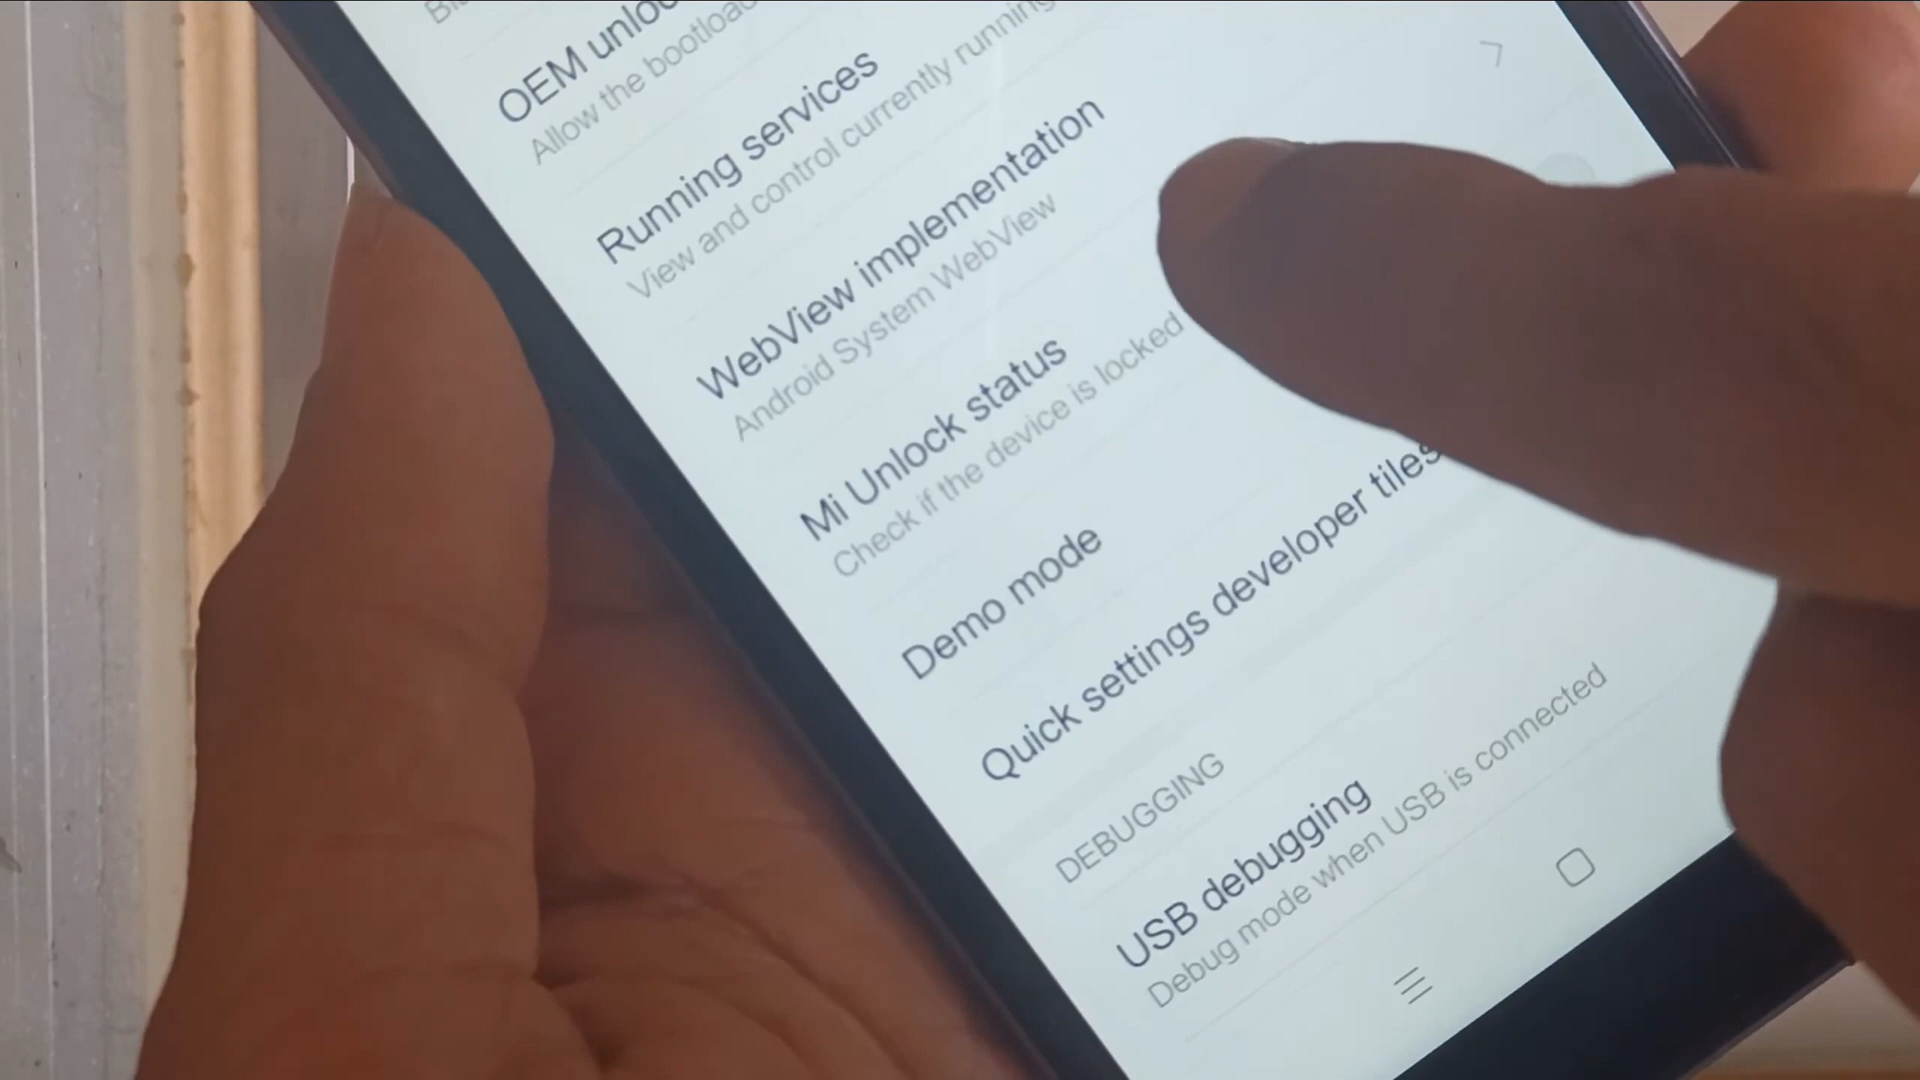 OEM
Allow the
Running services
View and control currently running
WebView implementation
Android System WebView
Mi Unlock status
Check if the device is locked
Demo mode
Quick settings developer tiles
DEBUGGING
USB debugging
Debug mode when USB is connected